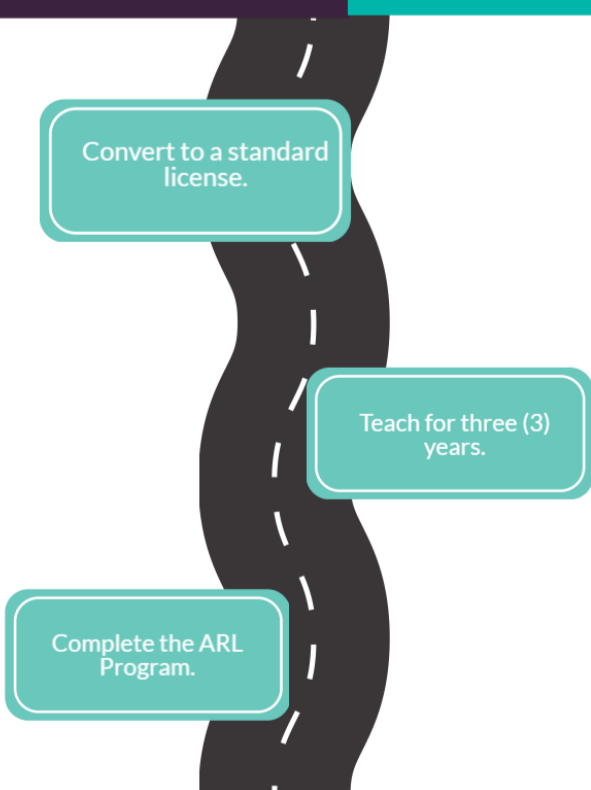 Convert to a standard
license.
Teach for three (3)
years.
Complete the ARL
Program.